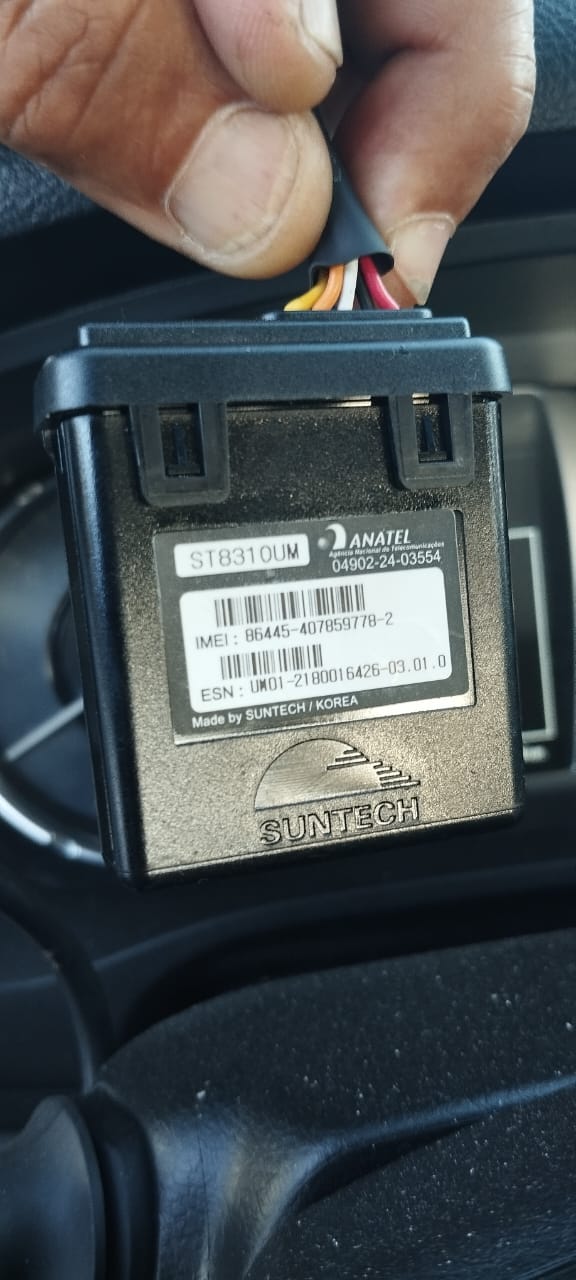 ST8310UM
ANATEL
Agência Nacional de Telecomunicações
04902-24-03554
IMEI : 86445-407859778-2
ESN : UM01-2180016426-03.01.0
Made by SUNTECH / KOREA
SUNTECH